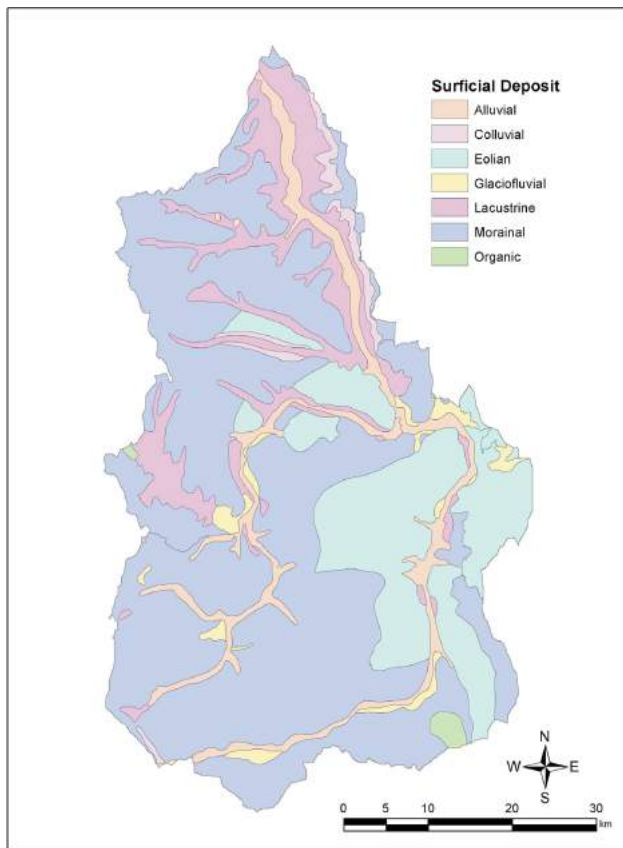 Surficial Deposit
Alluvial
Colluvial
Eolian
Glaciofluvial
Lacustrine
Morainal
Organic
N
W E
S
0 5 10 20 30
km